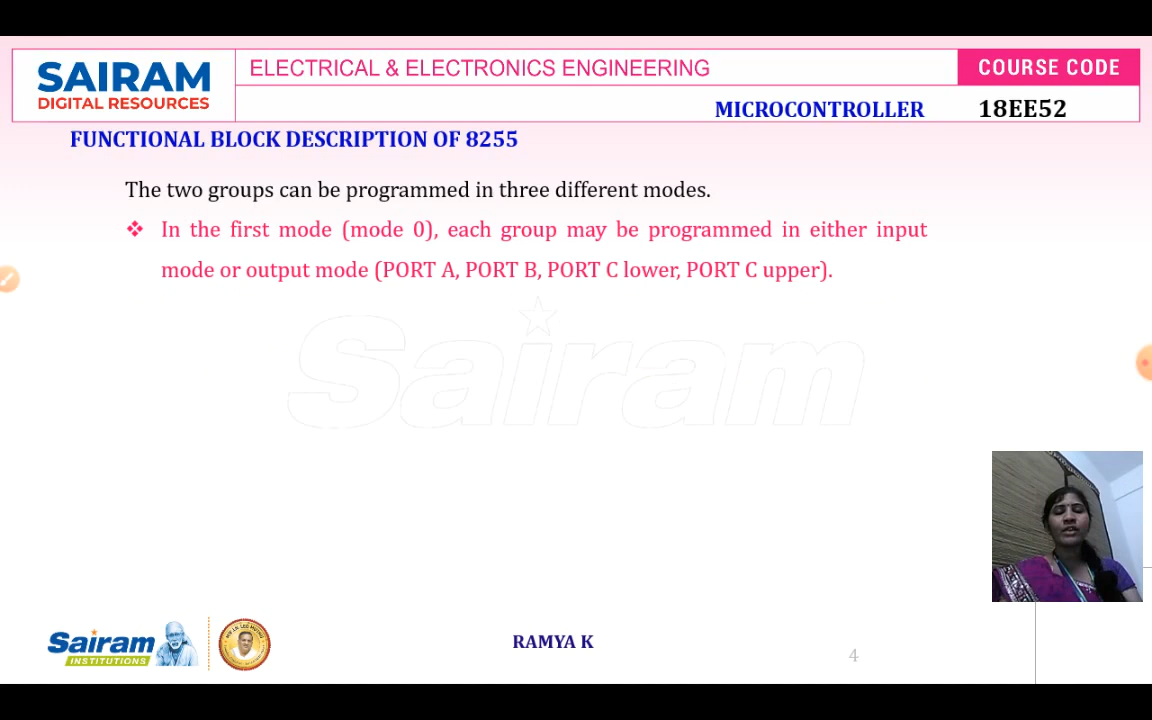 SAIRAM
DIGITAL RESOURCES
ELECTRICAL & ELECTRONICS ENGINEERING
COURSE CODE
MICROCONTROLLER
18EE52
FUNCTIONAL BLOCK DESCRIPTION OF 8255
The two groups can be programmed in three different modes.
❖ In the first mode (mode 0), each group may be programmed in either input
mode or output mode (PORT A, PORT B, PORT C lower, PORT C upper).
Sairam
Sairam
INSTITUTIONS
RAMYA K
4